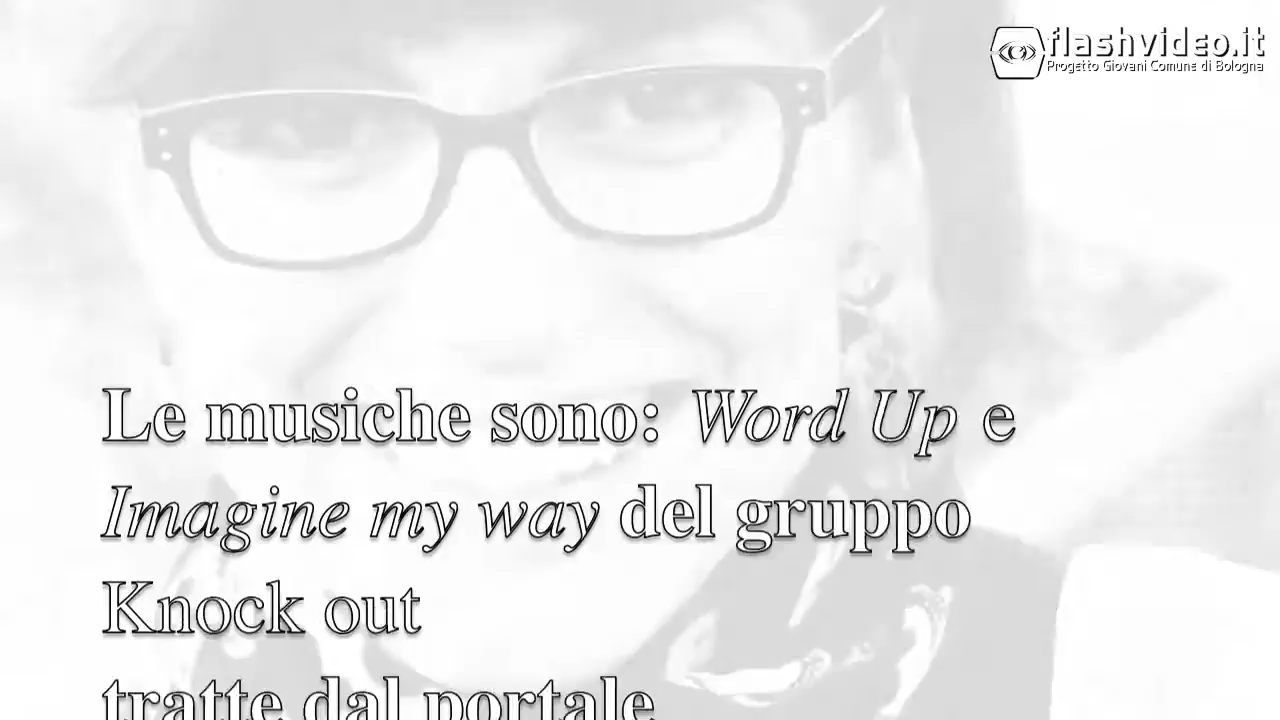 flashvideo.it
Progetto Giovani Comune di Bologna
Le musiche sono: Word Up e
Imagine my way del gruppo
Knock out
tratte dal portale